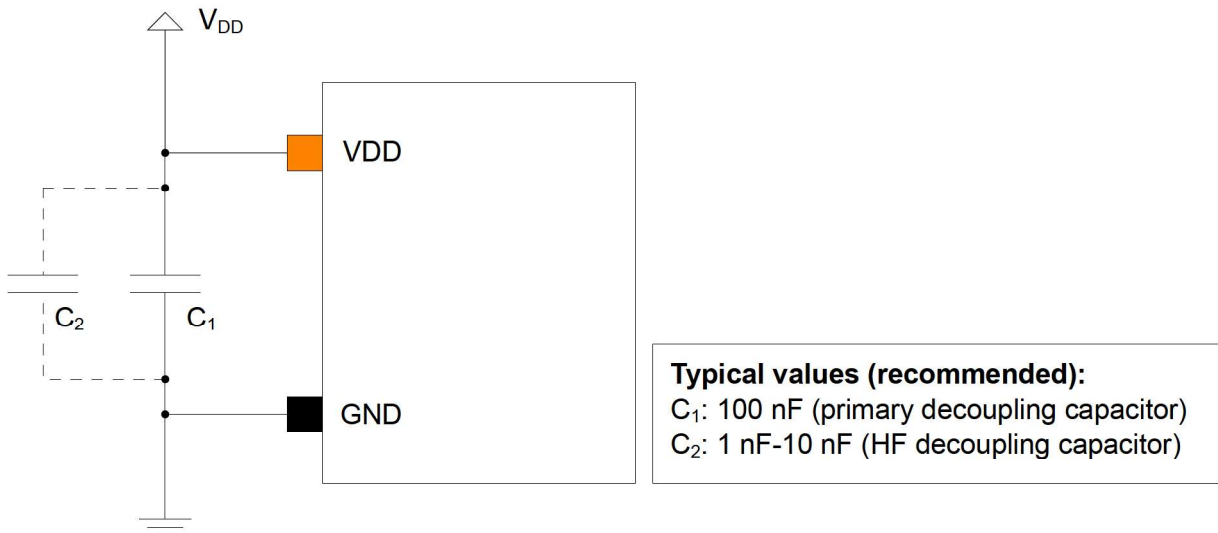 V_DD
VDD
C₂
C₁
GND
Typical values (recommended):
C₁: 100 nF (primary decoupling capacitor)
C₂: 1 nF-10 nF (HF decoupling capacitor)